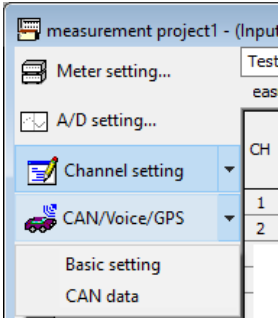 measurement project1 - (Input
Meter setting...
Test
eas
A/D setting...
Channel setting
CH
CAN/Voice/GPS
1
2
Basic setting
CAN data